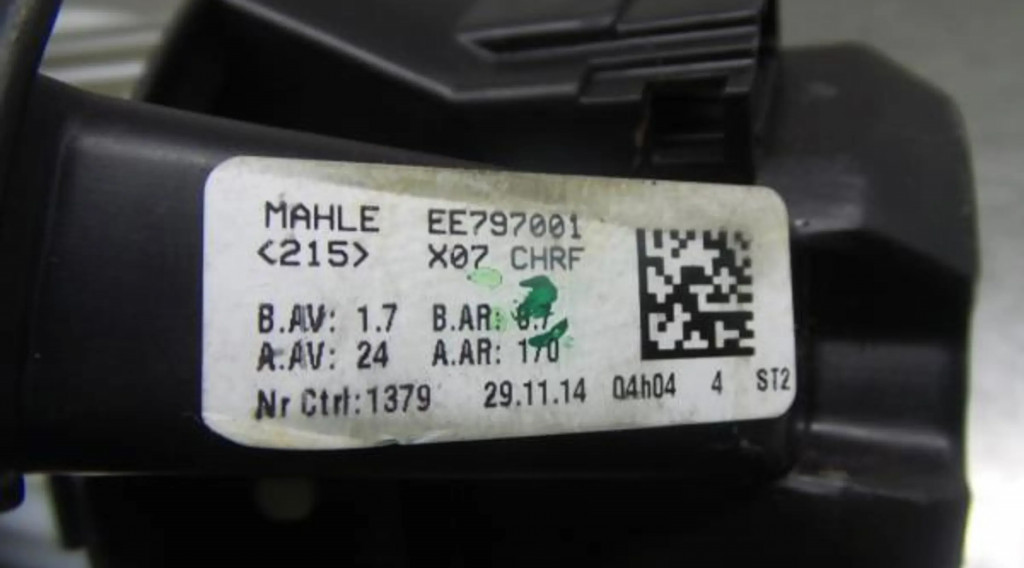 MAHLE EE797001
<215> X07 CHRF
B.AV: 1.7 B.AR:
A.AV: 24 A.AR: 170
Nr Ctrl:1379 29.11.14 04h04 4 ST2